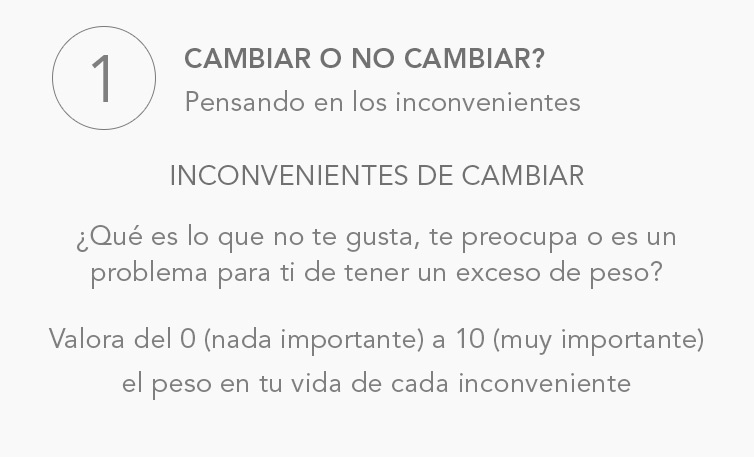 1
CAMBIAR O NO CAMBIAR?
Pensando en los inconvenientes
INCONVENIENTES DE CAMBIAR
¿Qué es lo que no te gusta, te preocupa o es un
problema para ti de tener un exceso de peso?
Valora del 0 (nada importante) a 10 (muy importante)
el peso en tu vida de cada inconveniente